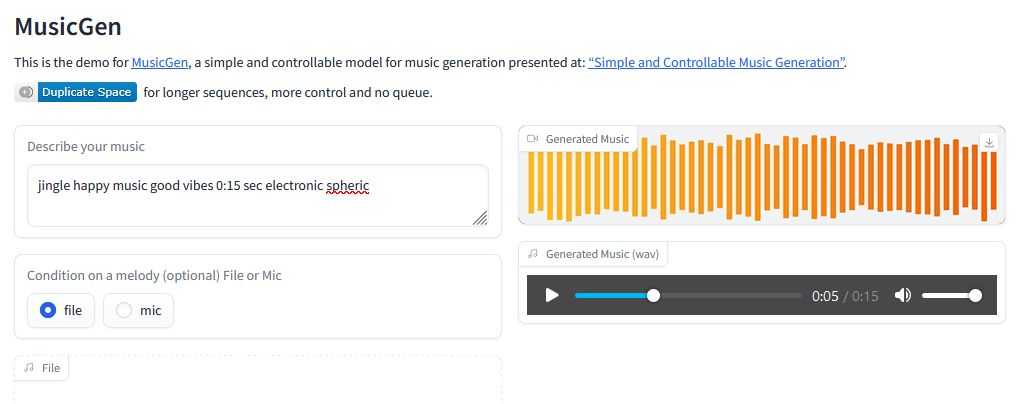 MusicGen
This is the demo for MusicGen, a simple and controllable model for music generation presented at: “Simple and Controllable Music Generation”.
Duplicate Space for longer sequences, more control and no queue.
Describe your music
jingle happy music good vibes 0:15 sec electronic spheric
Condition on a melody (optional) File or Mic
file
mic
File
Generated Music
Generated Music (wav)
0:05 / 0:15